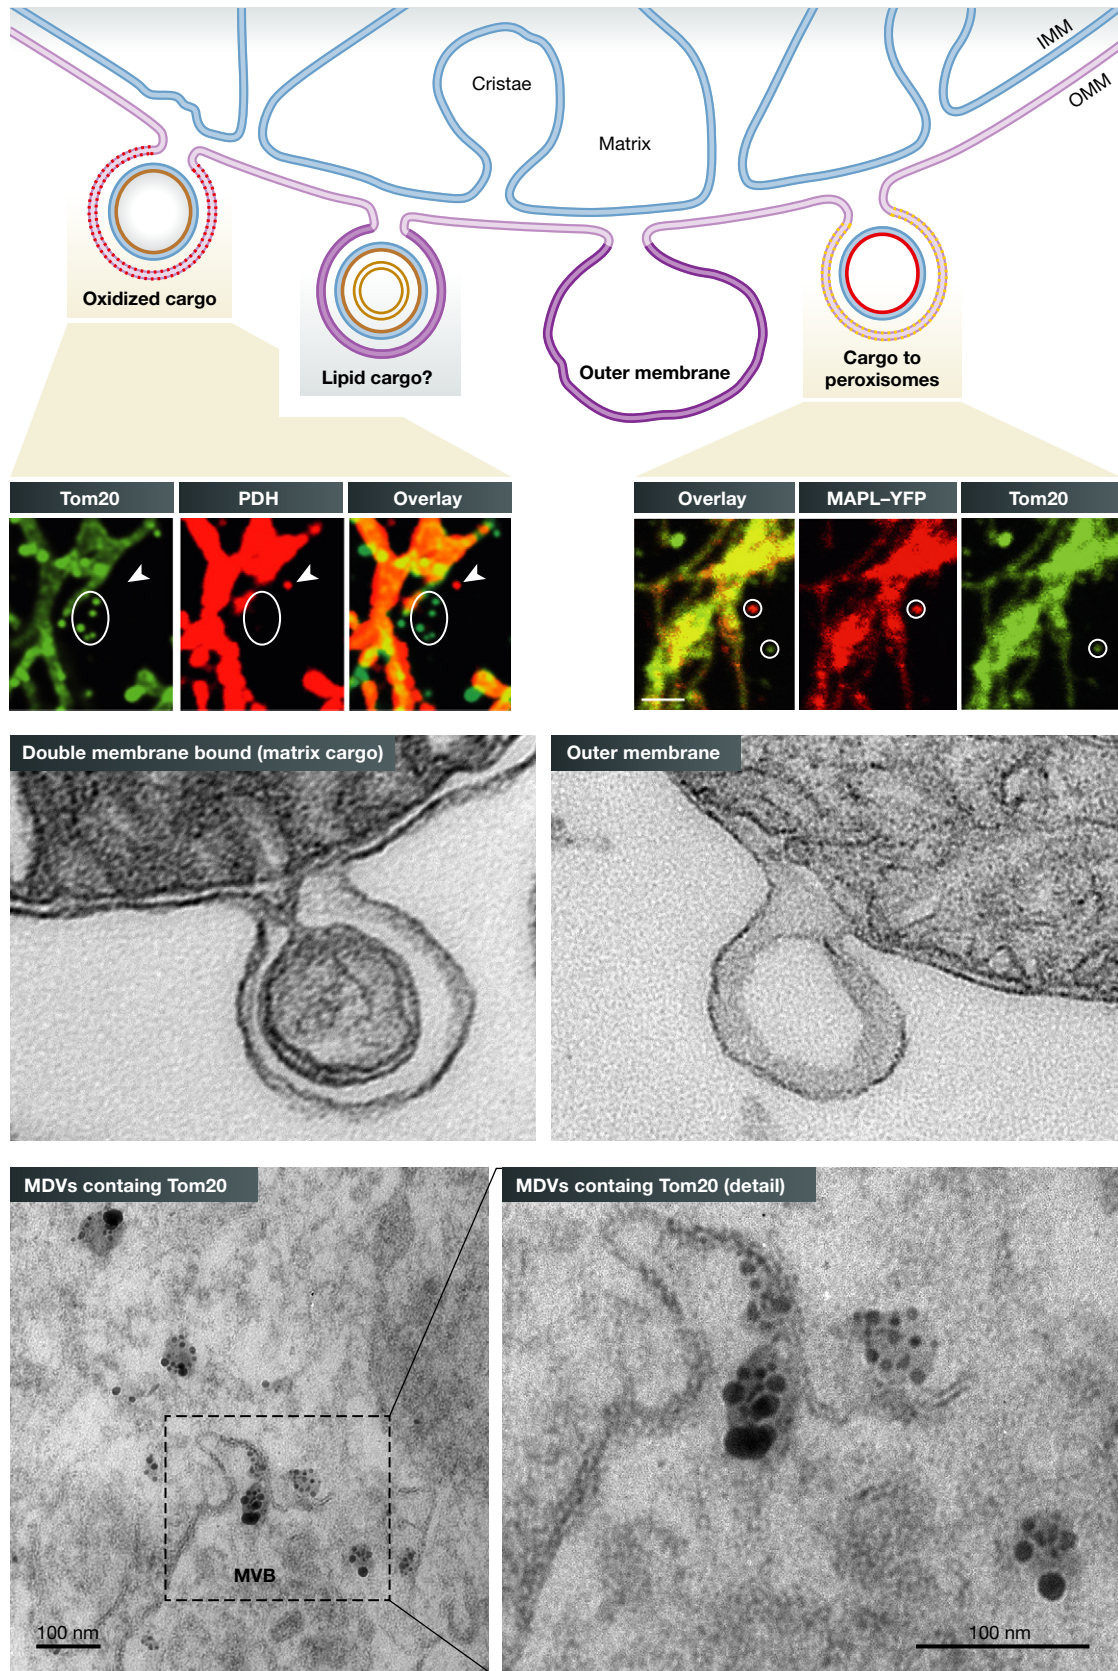 IMM
OMM
Cristae
Matrix
Oxidized cargo
Lipid cargo?
Outer membrane
Cargo to
peroxisomes
Tom20
PDH
Overlay
Overlay
MAPL–YFP
Tom20
Double membrane bound (matrix cargo)
Outer membrane
MDVs containg Tom20
MDVs containg Tom20 (detail)
MVB
100 nm
100 nm